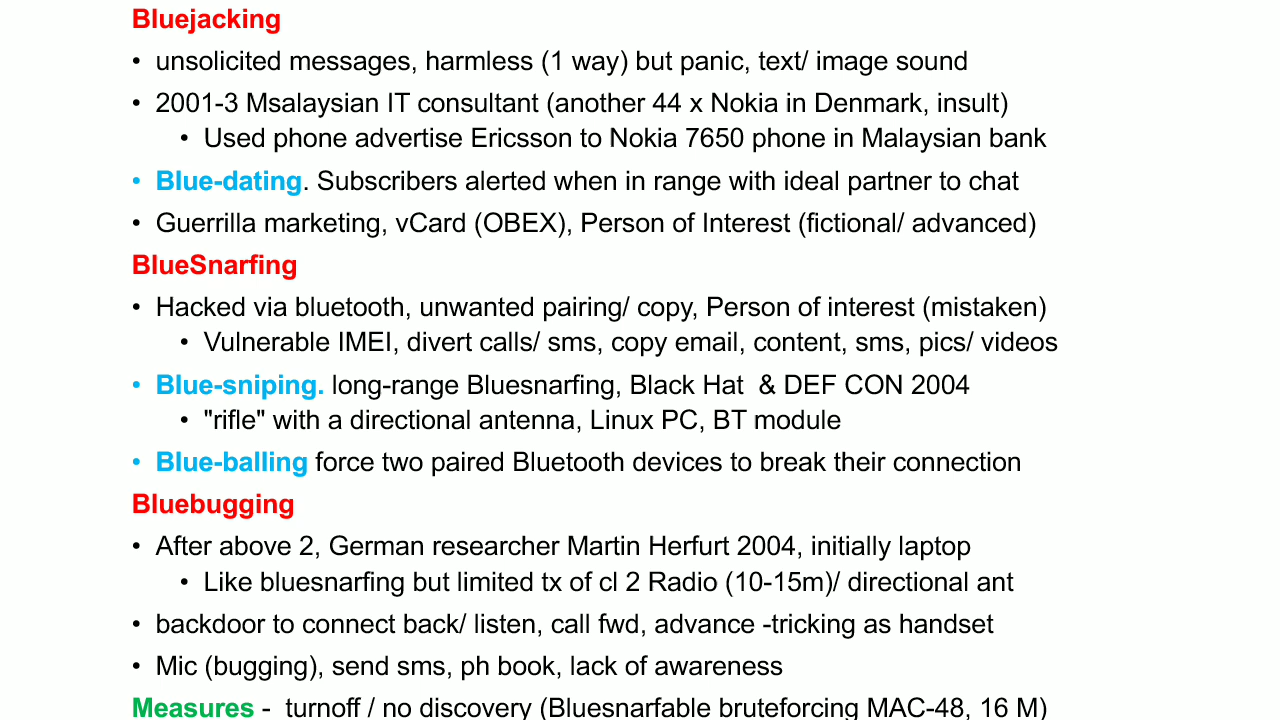 Bluejacking
• unsolicited messages, harmless (1 way) but panic, text/ image sound
• 2001-3 Msalaysian IT consultant (another 44 x Nokia in Denmark, insult)
• Used phone advertise Ericsson to Nokia 7650 phone in Malaysian bank
• Blue-dating. Subscribers alerted when in range with ideal partner to chat
• Guerrilla marketing, vCard (OBEX), Person of Interest (fictional/ advanced)
BlueSnarfing
• Hacked via bluetooth, unwanted pairing/ copy, Person of interest (mistaken)
• Vulnerable IMEI, divert calls/ sms, copy email, content, sms, pics/ videos
• Blue-sniping. long-range Bluesnarfing, Black Hat & DEF CON 2004
• "rifle" with a directional antenna, Linux PC, BT module
• Blue-balling force two paired Bluetooth devices to break their connection
Bluebugging
• After above 2, German researcher Martin Herfurt 2004, initially laptop
• Like bluesnarfing but limited tx of cl 2 Radio (10-15m)/ directional ant
• backdoor to connect back/ listen, call fwd, advance -tricking as handset
• Mic (bugging), send sms, ph book, lack of awareness
Measures - turnoff / no discovery (Bluesnarfable bruteforcing MAC-48, 16 M)